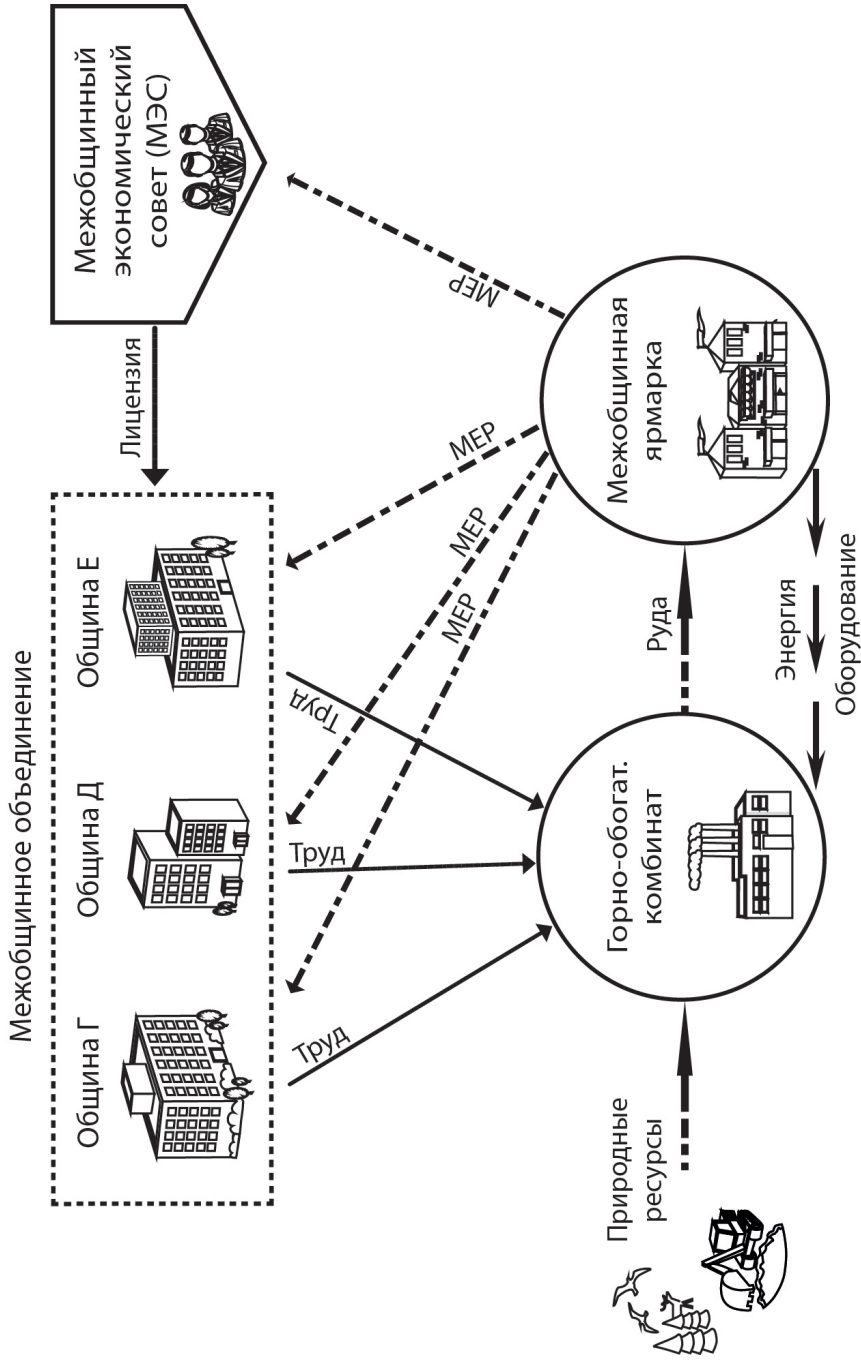 Межобщинное объединение
Община Г
Община Д
Община Е
Лицензия
Межобщинный
экономический
совет (МЭС)
Труд
Труд
Труд
МЕР
МЕР
МЕР
МЕР
Природные
ресурсы
Горно-обогат.
комбинат
Руда
Межобщинная
ярмарка
Энергия
Оборудование